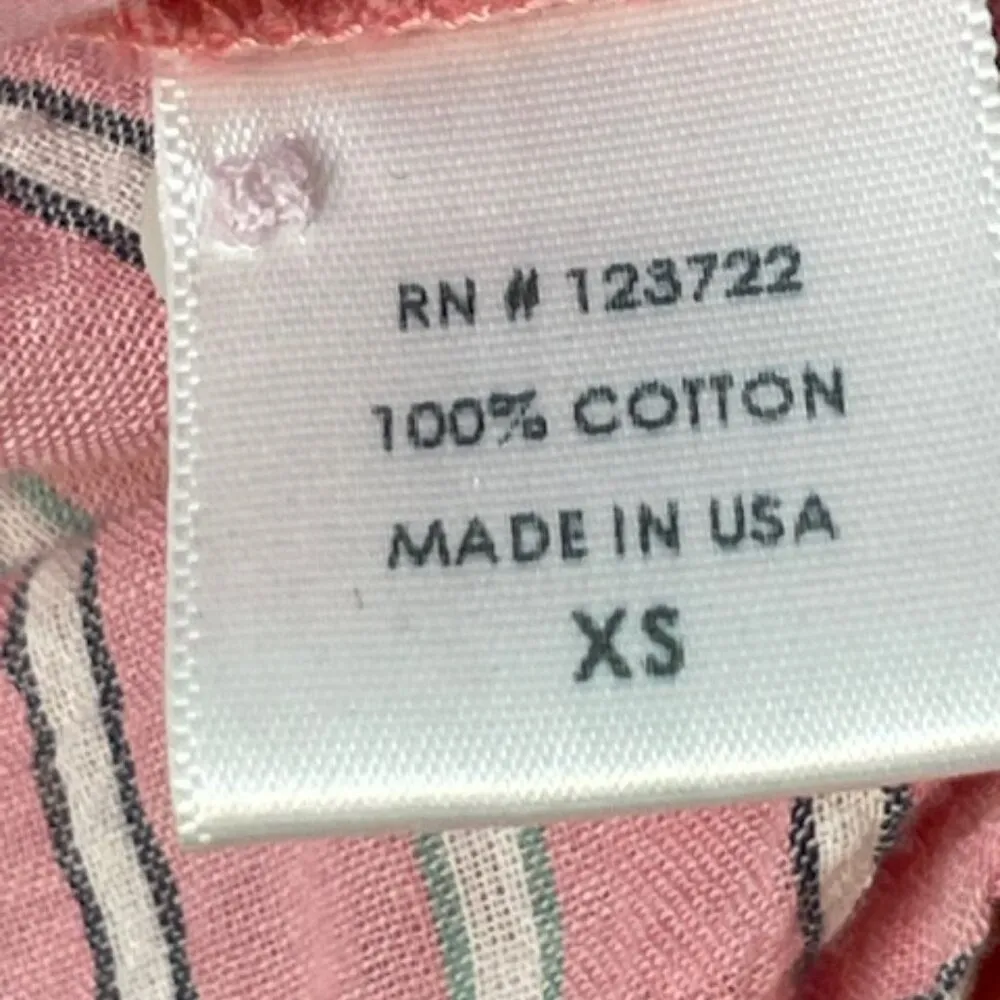 RN # 123722
100% COTTON
MADE IN USA
XS